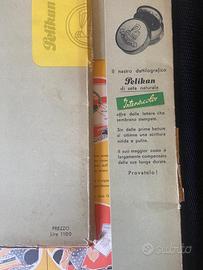 Pelikan
PREZZO
Lire 1100
Il nastro dattilografico
Pelikan
di seta naturale
Intermicolor
offre delle lettere che
sembrano stampate.
Sin dalle prime battute
si ottiene una scrittura
nitida e pulita.
Il suo maggior costo è
largamente compensato
dalla sua lunga durata.
Provatelo!
subito